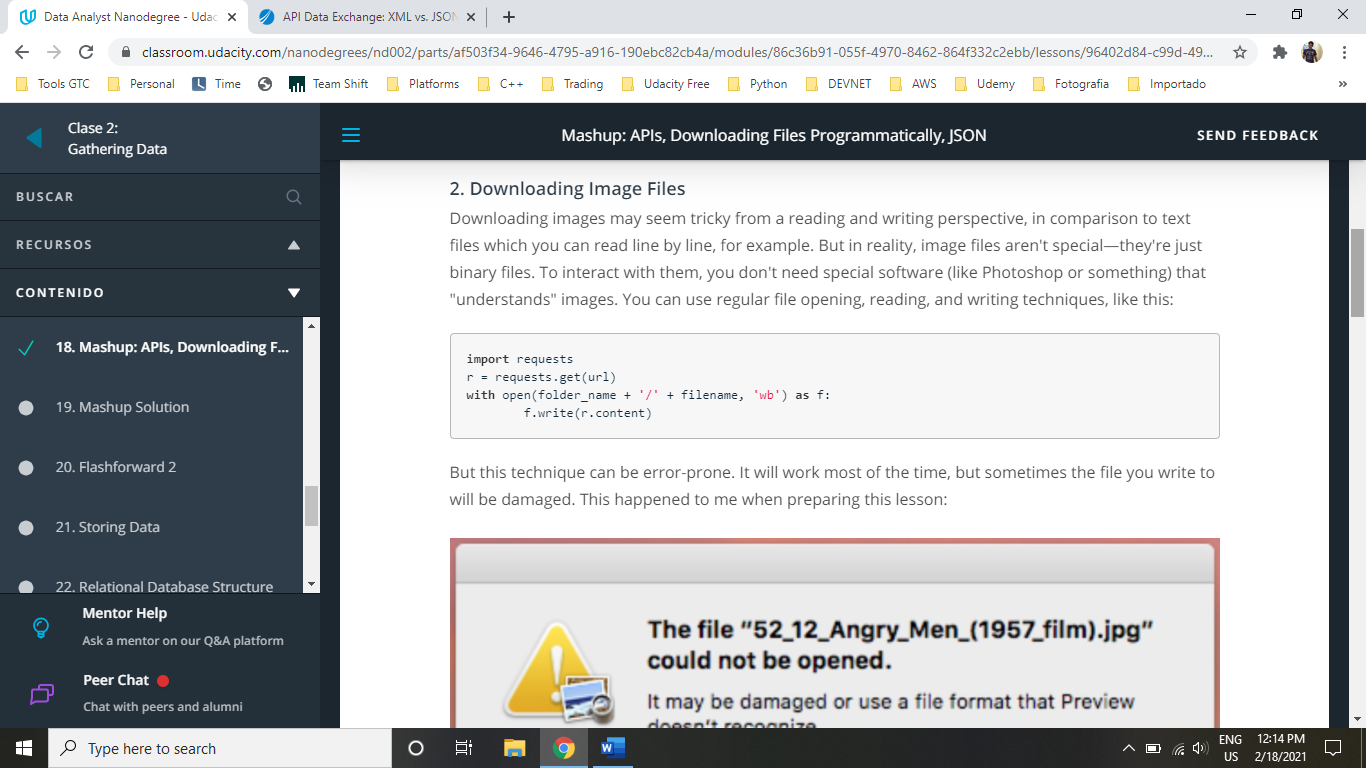 Data Analyst Nanodegree - Udac
API Data Exchange: XML vs. JSON
classroom.udacity.com/nanodegrees/nd002/parts/af503f34-9646-4795-a916-190ebc82cb4a/modules/86c36b91-055f-4970-8462-864f332c2ebb/lessons/96402d84-c99d-49...
Tools GTC Personal Time Team Shift Platforms C++ Trading Udacity Free Python DEVNET AWS Udemy Fotografia Importado »
Clase 2:
Gathering Data
BUSCAR
RECURSOS
CONTENIDO
18. Mashup: APIs, Downloading F...
19. Mashup Solution
20. Flashforward 2
21. Storing Data
22. Relational Database Structure
Mentor Help
Ask a mentor on our Q&A platform
Peer Chat
Chat with peers and alumni
Mashup: APIs, Downloading Files Programmatically, JSON
SEND FEEDBACK
2. Downloading Image Files
Downloading images may seem tricky from a reading and writing perspective, in comparison to text
files which you can read line by line, for example. But in reality, image files aren't special—they're just
binary files. To interact with them, you don't need special software (like Photoshop or something) that
"understands" images. You can use regular file opening, reading, and writing techniques, like this:
import requests
r = requests.get(url)
with open(folder_name + '/' + filename, 'wb') as f:
        f.write(r.content)
But this technique can be error-prone. It will work most of the time, but sometimes the file you write to
will be damaged. This happened to me when preparing this lesson:
The file "52_12_Angry_Men_(1957_film).jpg"
could not be opened.
It may be damaged or use a file format that Preview
doesn't recognize.
Type here to search
W
ENG
US
12:14 PM
2/18/2021